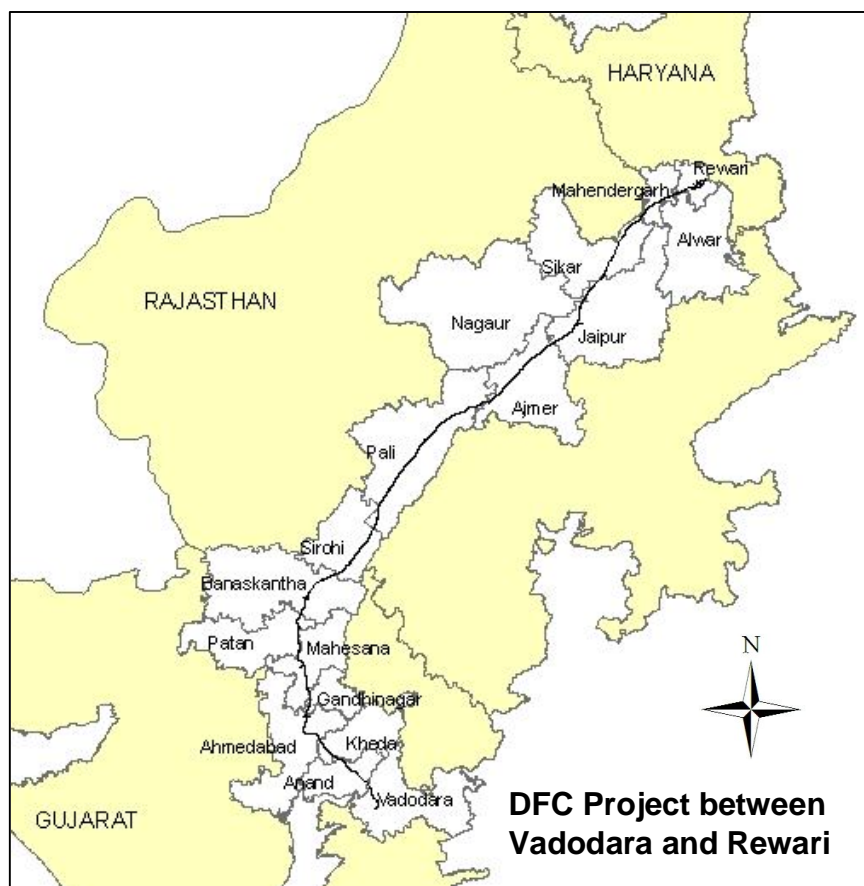 HARYANA
Rewari
Mahendergarh
Alwar
Sikar
RAJASTHAN
Nagaur
Jaipur
Ajmer
Pali
Sirohi
Banaskantha
Patan
Mahesana
N
Gandhinagar
Ahmedabad
Kheda
Anand
Vadodara
GUJARAT
DFC Project between
Vadodara and Rewari